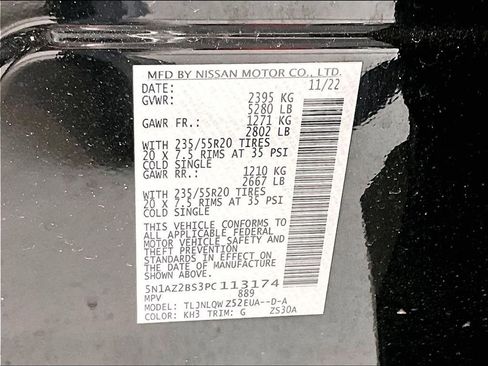 MFD BY NISSAN MOTOR CO., LTD.
DATE: 11/22
GVWR: 2395 KG
5280 LB
GAWR FR.: 1271 KG
2802 LB
WITH 235/55R20 TIRES
20 X 7.5 RIMS AT 35 PSI
COLD SINGLE
GAWR RR.: 1210 KG
2667 LB
WITH 235/55R20 TIRES
20 X 7.5 RIMS AT 35 PSI
COLD SINGLE
THIS VEHICLE CONFORMS TO
ALL APPLICABLE FEDERAL
MOTOR VEHICLE SAFETY AND
THEFT PREVENTION
STANDARDS IN EFFECT ON
THE DATE OF MANUFACTURE
SHOWN ABOVE.
5N1AZ2BS3PC113174
MPV 889
MODEL: TLJNLQWZ52EUA--D-A
COLOR: KH3 TRIM: G ZS30A